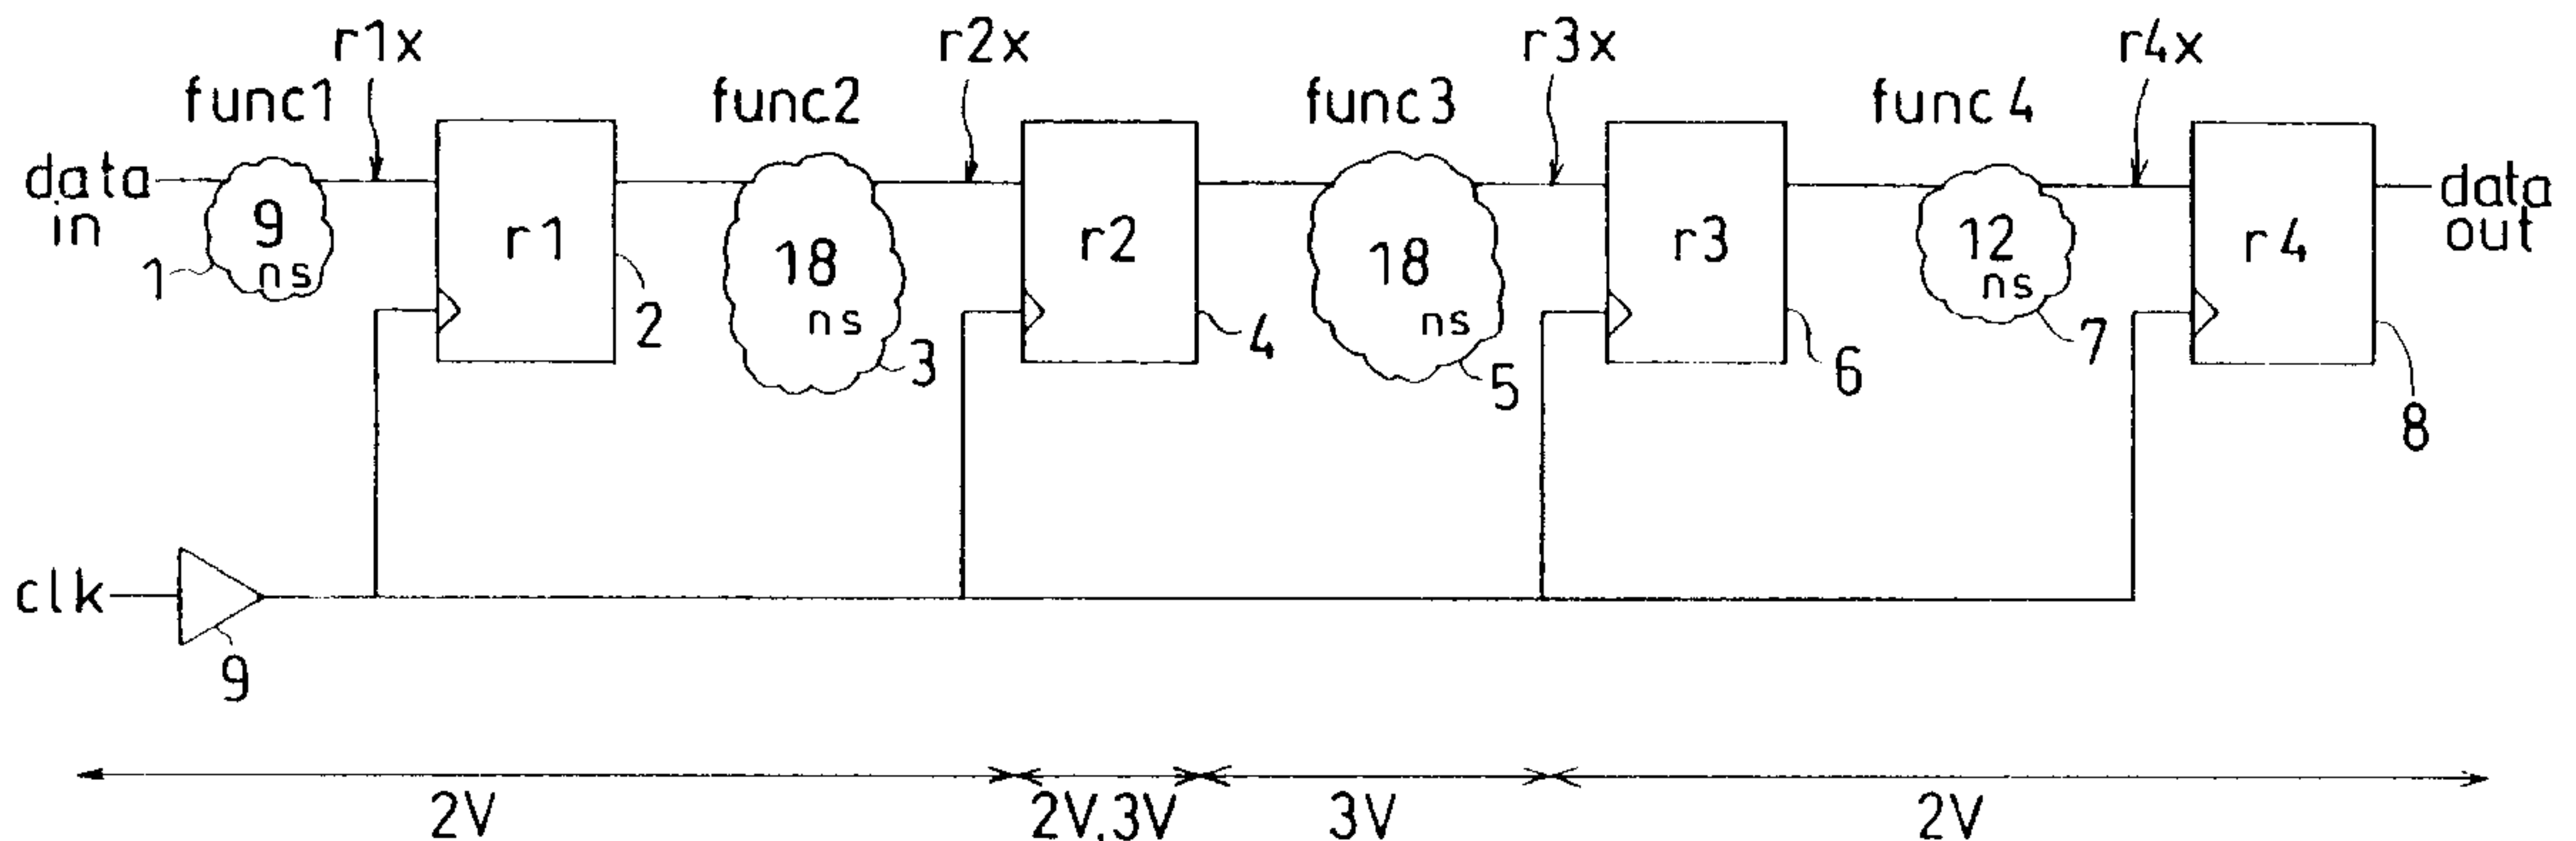 r1x
r2x
r3x
r4x
func1
func2
func3
func4
data in
9 ns
r1
18 ns
r2
18 ns
r3
12 ns
r4
data out
1
2
3
4
5
6
7
8
clk
9
2V
2V,3V
3V
2V